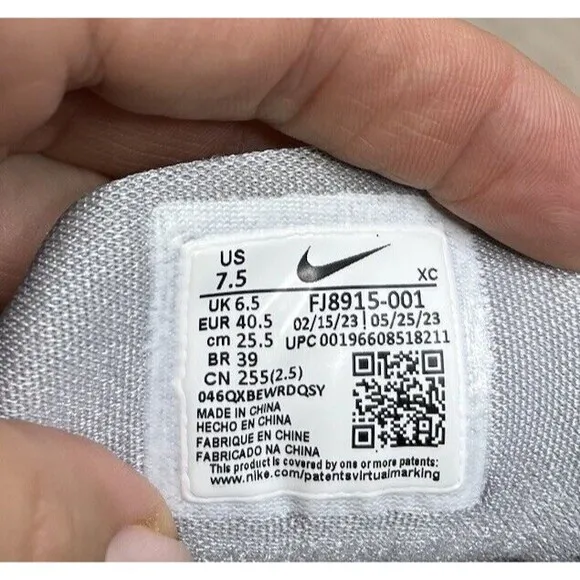 US
7.5
XC
UK 6.5 FJ8915-001
EUR 40.5 02/15/23 | 05/25/23
cm 25.5 UPC 00196608518211
BR 39
CN 255(2.5)
046QXBEWRDQSY
MADE IN CHINA
HECHO EN CHINA
FABRIQUE EN CHINE
FABRICADO NA CHINA
This product is covered by one or more patents:
www.nike.com/patentsvirtualmarking